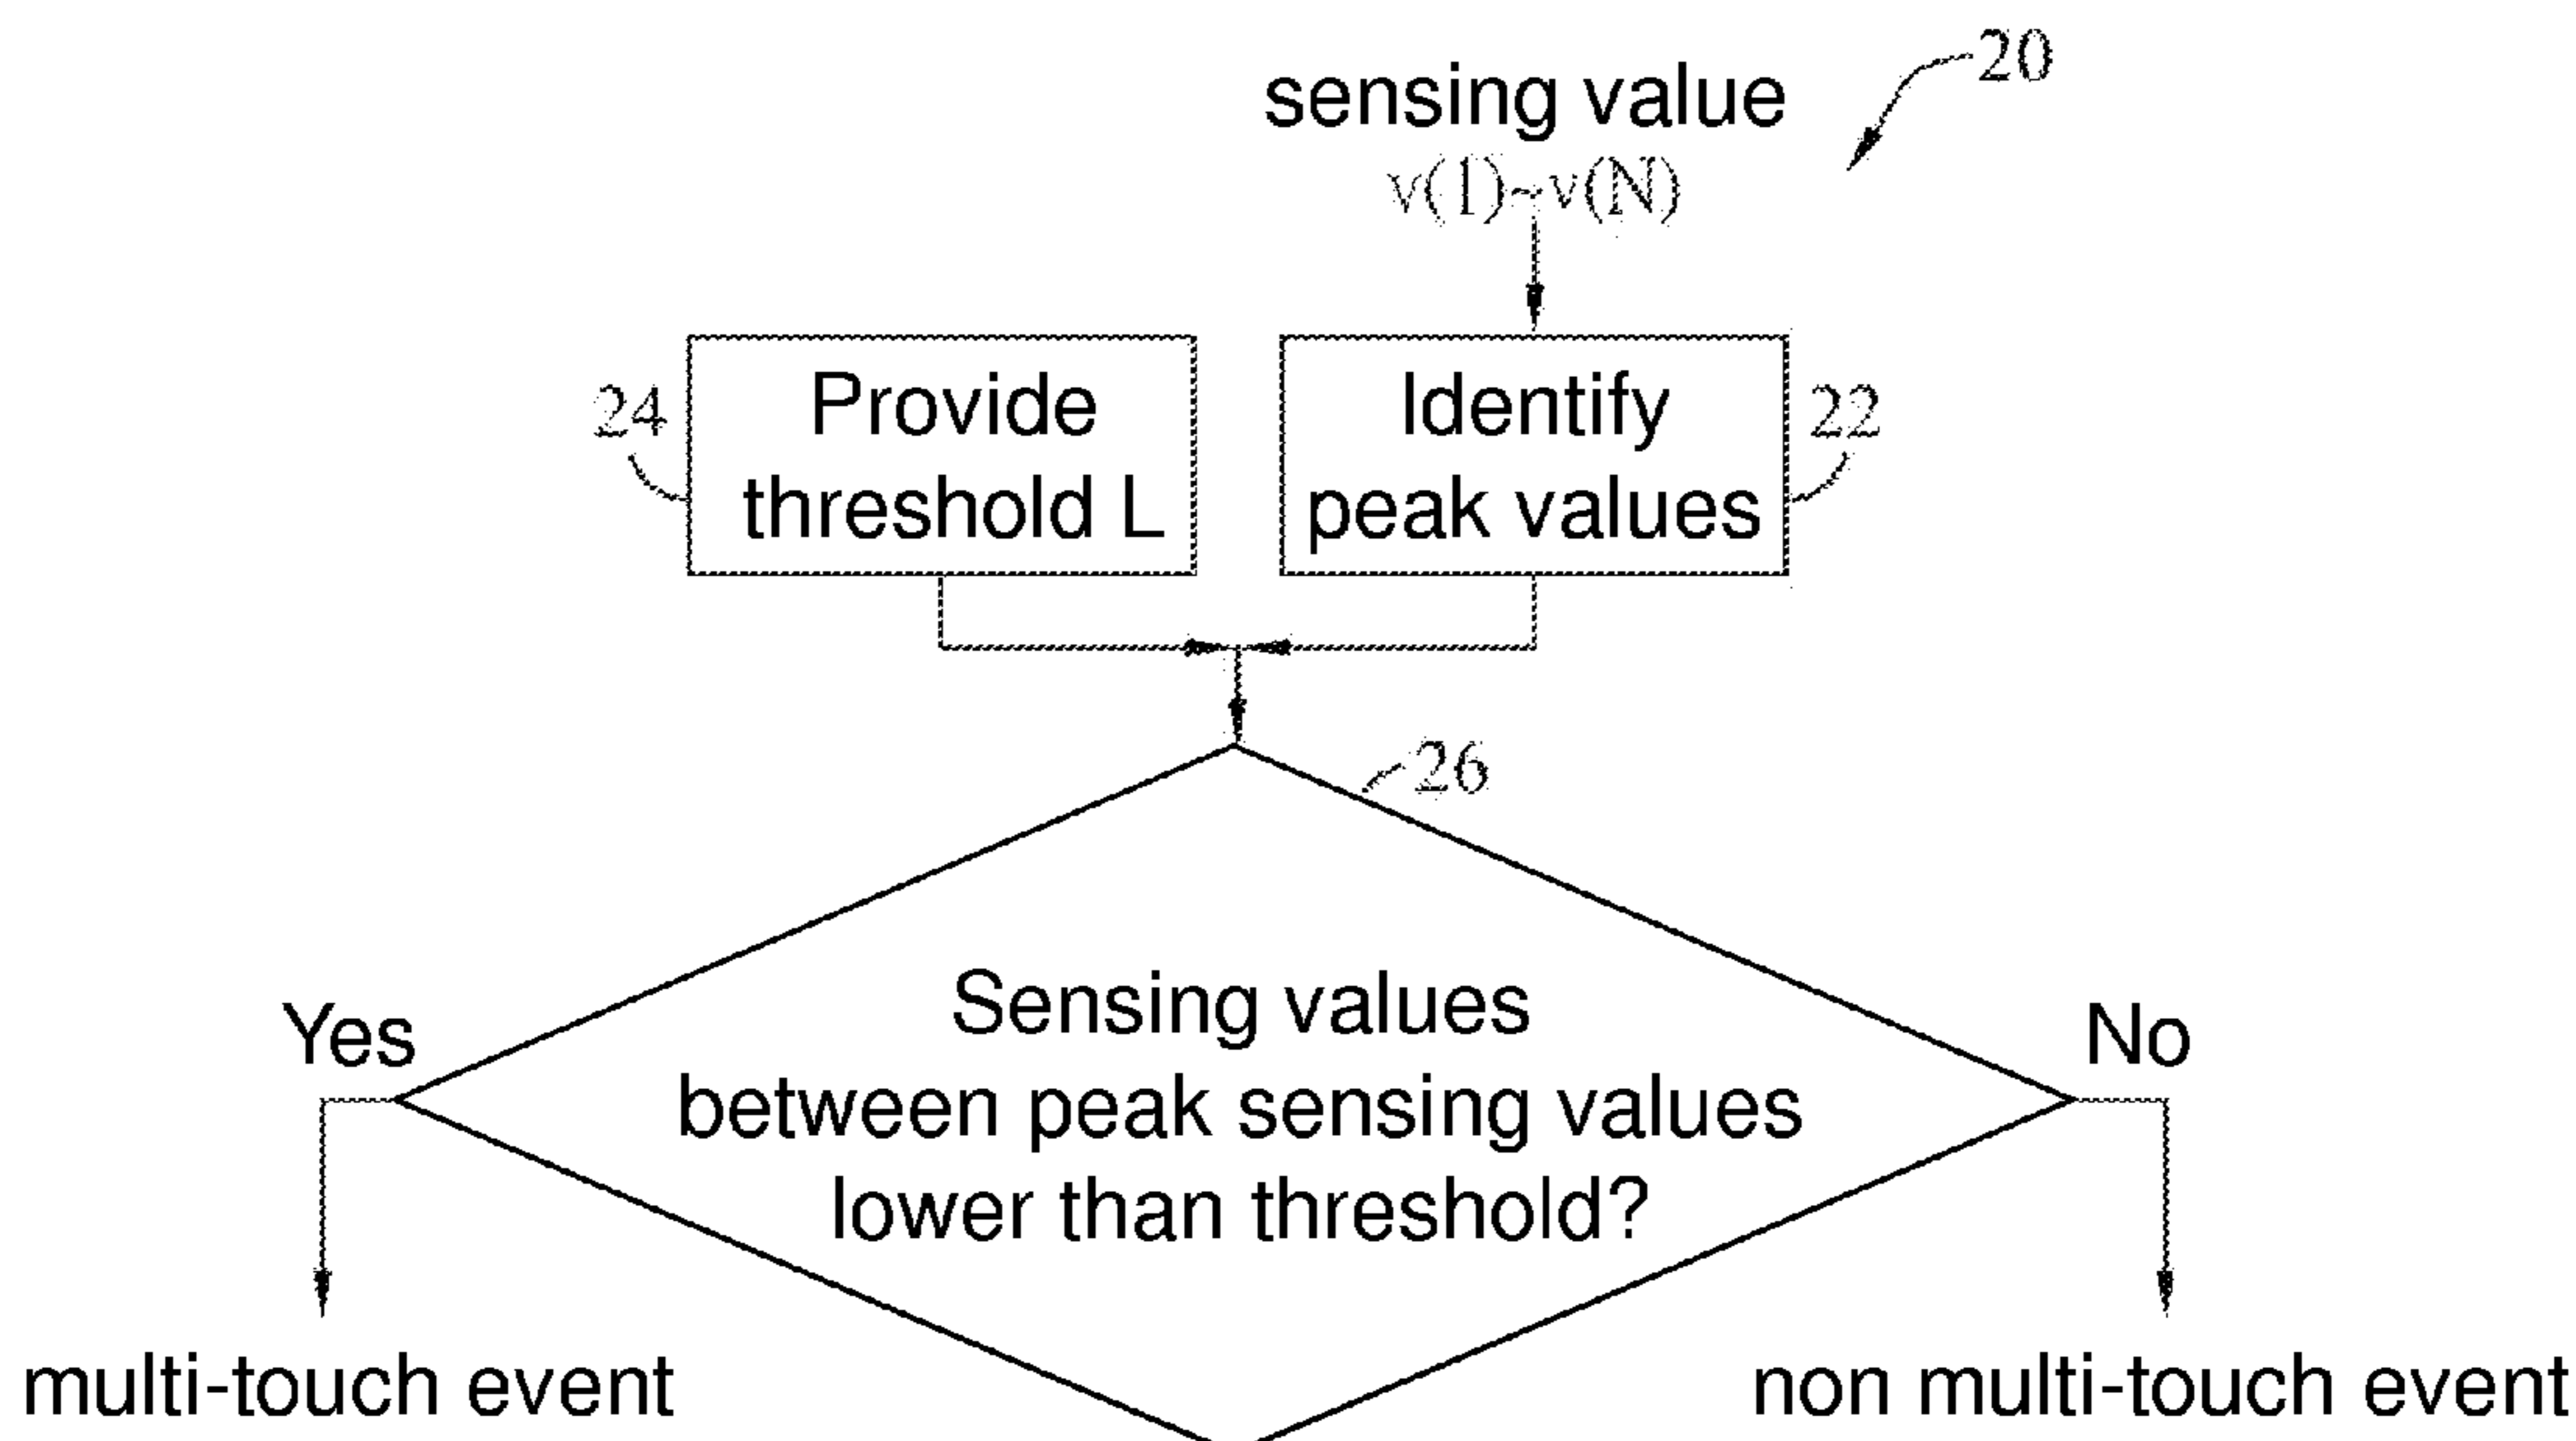 20
sensing value
v(1)~v(N)
24
Provide
threshold L
Identify
peak values
22
26
Sensing values
between peak sensing values
lower than threshold?
Yes
No
multi-touch event
non multi-touch event